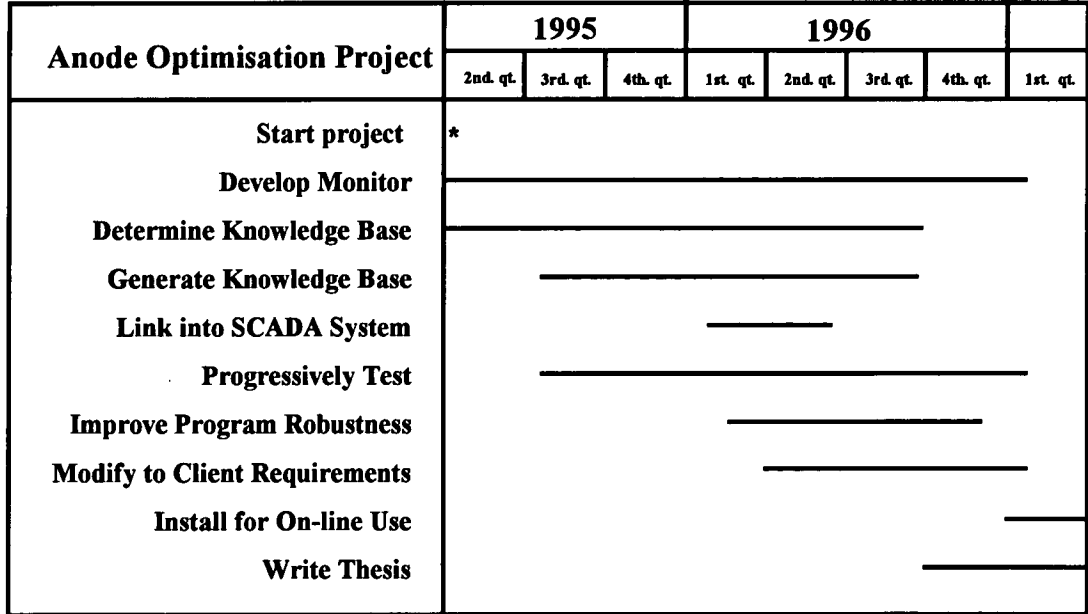 1995 1996
Anode Optimisation Project
2nd. qt. 3rd. qt. 4th. qt. 1st. qt. 2nd. qt. 3rd. qt. 4th. qt. 1st. qt.
Start project *
Develop Monitor
Determine Knowledge Base
Generate Knowledge Base
Link into SCADA System
Progressively Test
Improve Program Robustness
Modify to Client Requirements
Install for On-line Use
Write Thesis